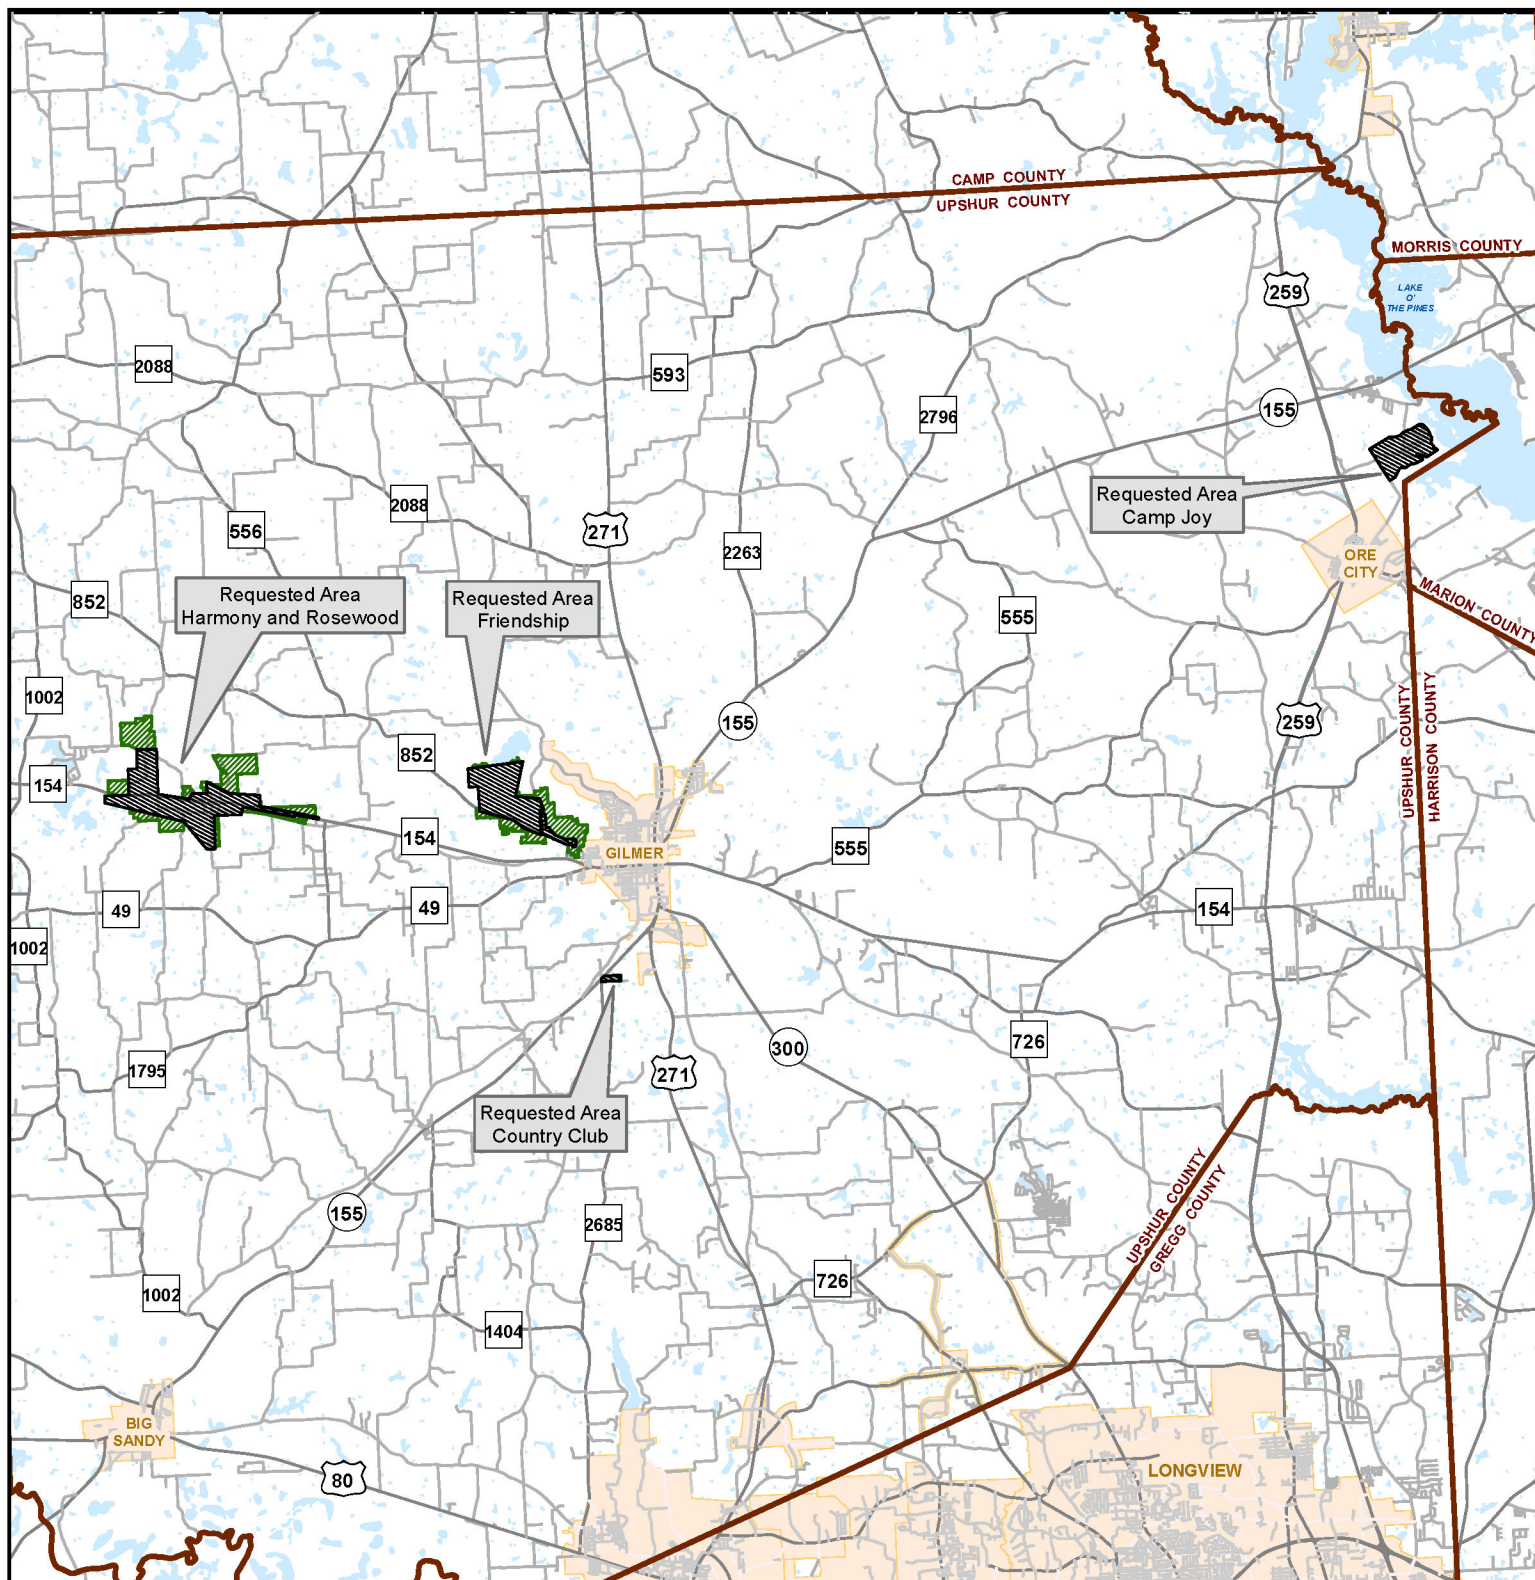 CAMP COUNTY
UPSHUR COUNTY
MORRIS COUNTY
259
LAKE
O'
THE PINES
2088
593
155
2796
Requested Area
Camp Joy
2088
556
271
2263
ORE
CITY
MARION COUNTY
852
Requested Area
Harmony and Rosewood
Requested Area
Friendship
555
1002
155
259
UPSHUR COUNTY
HARRISON COUNTY
852
154
154
GILMER
555
49
49
154
1002
300
726
1795
271
Requested Area
Country Club
155
2685
UPSHUR COUNTY
GREGG COUNTY
726
1002
1404
BIG
SANDY
80
LONGVIEW